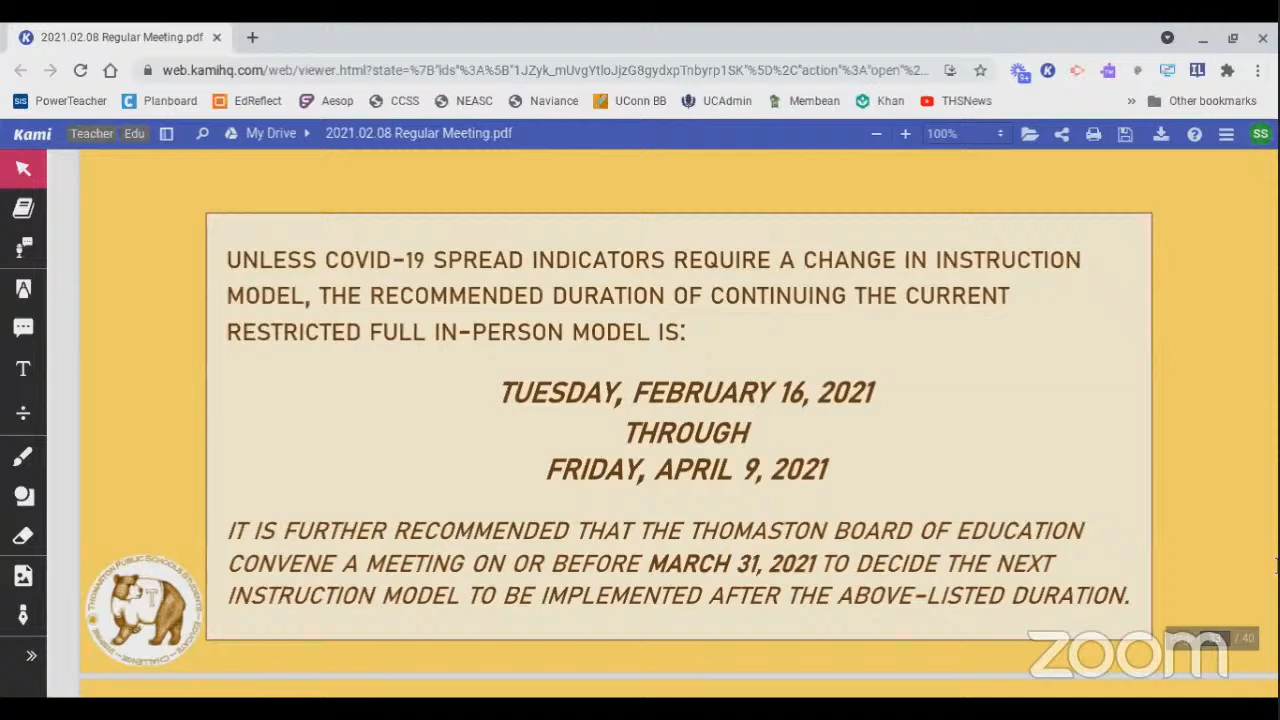 2021.02.08 Regular Meeting.pdf
web.kamihq.com/web/viewer.html?state=%7B"ids"%3A%5B"1JZyk_mUvgYtloJjzG8gydxpTnbyrp1SK"%5D%2C"action"%3A"open"%2...
SIS PowerTeacher Planboard EdReflect Aesop CCSS NEASC Naviance UConn BB UCAdmin Membean Khan THSNews » Other bookmarks
Kami Teacher Edu My Drive 2021.02.08 Regular Meeting.pdf 100% SS
UNLESS COVID-19 SPREAD INDICATORS REQUIRE A CHANGE IN INSTRUCTION
MODEL, THE RECOMMENDED DURATION OF CONTINUING THE CURRENT
RESTRICTED FULL IN-PERSON MODEL IS:
TUESDAY, FEBRUARY 16, 2021
THROUGH
FRIDAY, APRIL 9, 2021
IT IS FURTHER RECOMMENDED THAT THE THOMASTON BOARD OF EDUCATION
CONVENE A MEETING ON OR BEFORE MARCH 31, 2021 TO DECIDE THE NEXT
INSTRUCTION MODEL TO BE IMPLEMENTED AFTER THE ABOVE-LISTED DURATION.
THOMASTON PUBLIC SCHOOLS
T
/ 40
zoom